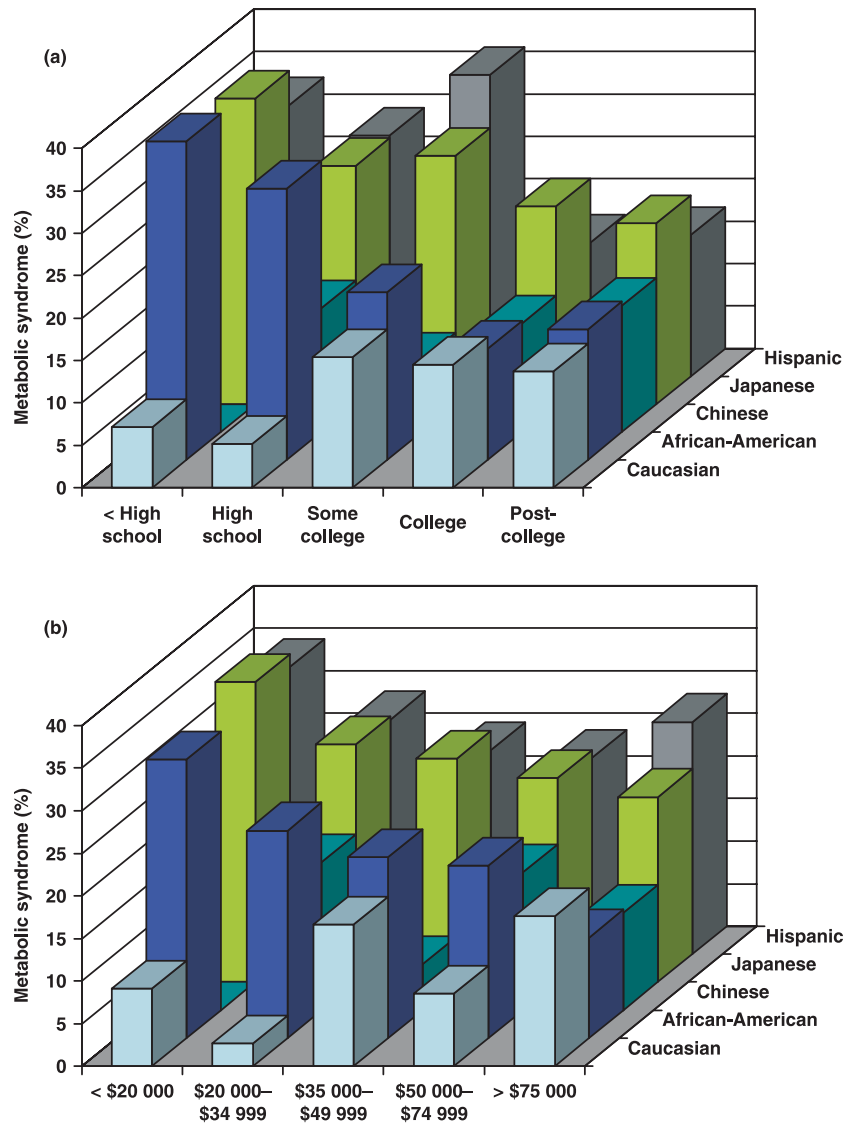 (a)
40
35
30
25
20
15
10
5
0
Metabolic syndrome (%)
Hispanic
Japanese
Chinese
African-American
Caucasian
< High
school
High
school
Some
college
College
Post-
college
(b)
40
35
30
25
20
15
10
5
0
Metabolic syndrome (%)
Hispanic
Japanese
Chinese
African-American
Caucasian
< $20 000
$20 000–
$34 999
$35 000–
$49 999
$50 000–
$74 999
> $75 000